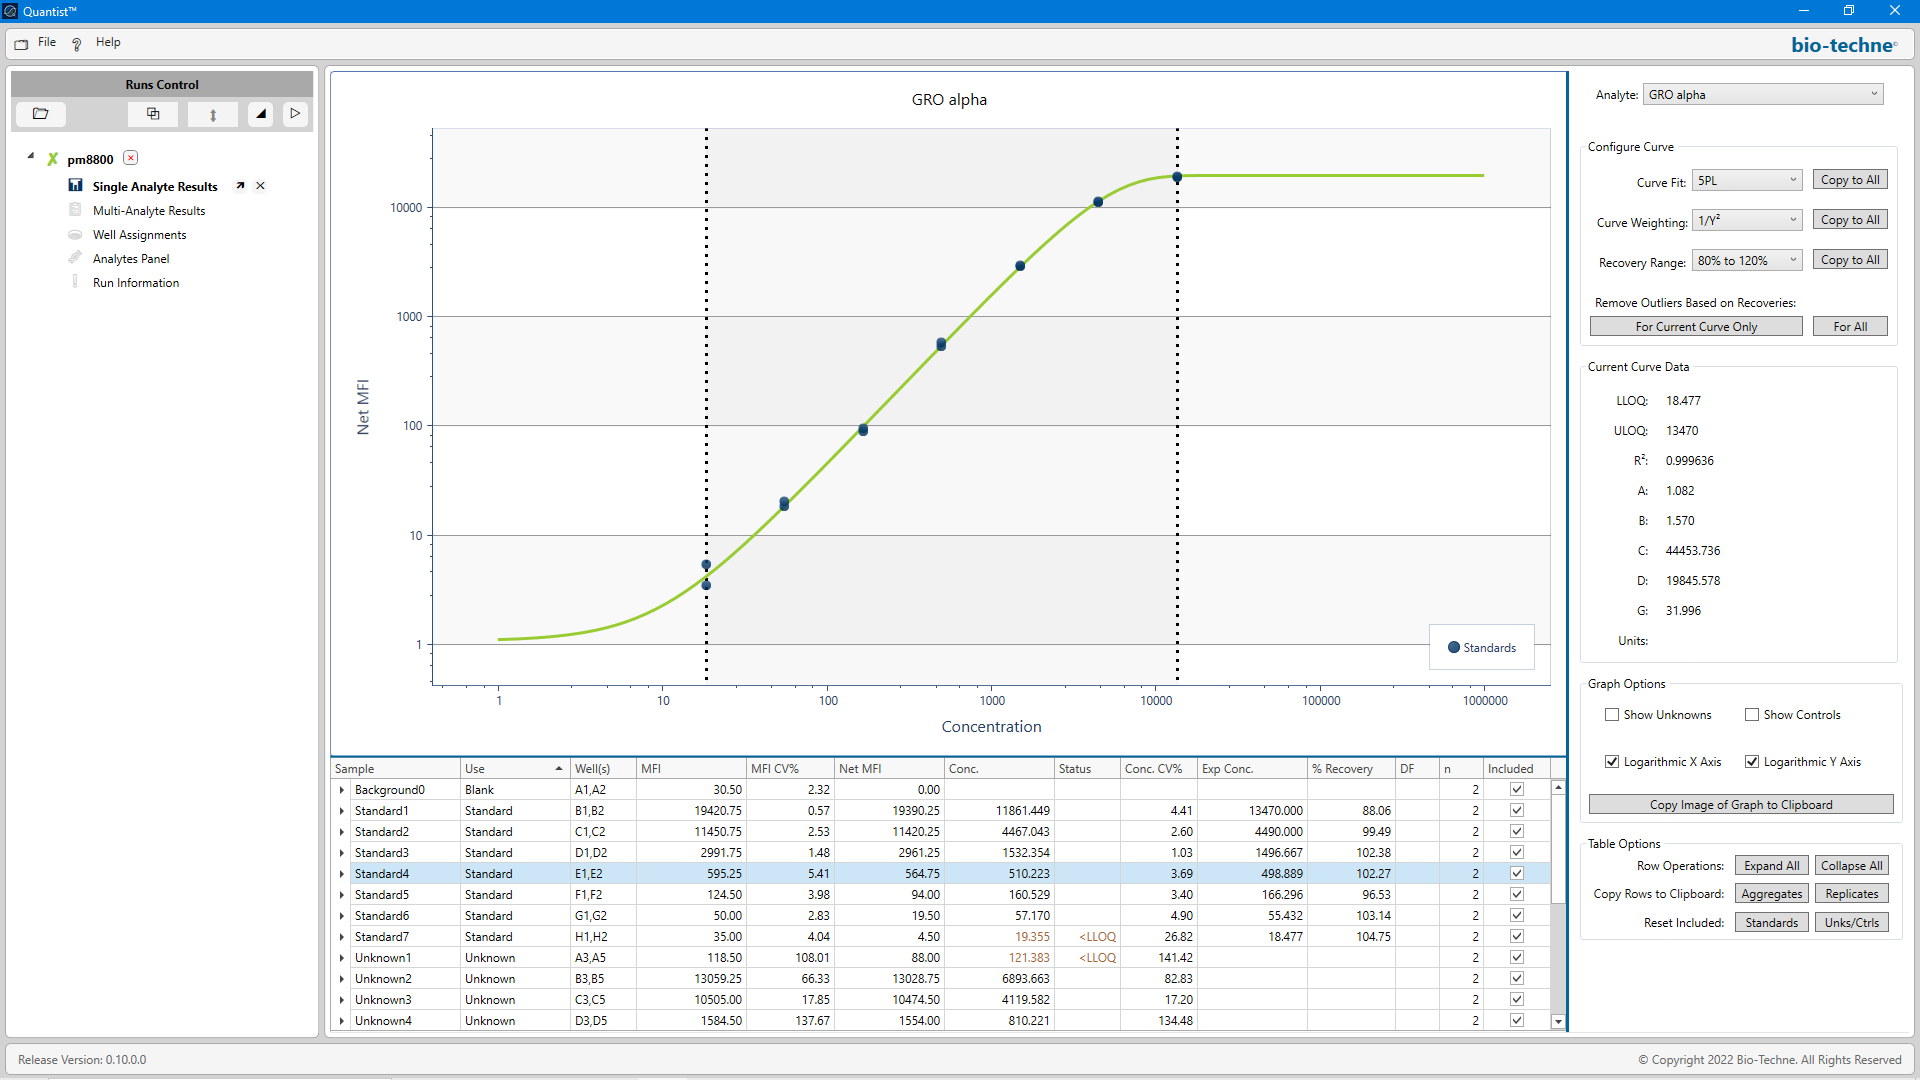 Quantist™
File Help
bio-techne®
Runs Control
pm8800
Single Analyte Results
Multi-Analyte Results
Well Assignments
Analytes Panel
Run Information
GRO alpha
Net MFI
10000
1000
100
10
1
1 10 100 1000 10000 100000 1000000
Concentration
Standards
Sample Use Well(s) MFI MFI CV% Net MFI Conc. Status Conc. CV% Exp Conc. % Recovery DF n Included
Background0 Blank A1,A2 30.50 2.32 0.00 2
Standard1 Standard B1,B2 19420.75 0.57 19390.25 11861.449 4.41 13470.000 88.06 2
Standard2 Standard C1,C2 11450.75 2.53 11420.25 4467.043 2.60 4490.000 99.49 2
Standard3 Standard D1,D2 2991.75 1.48 2961.25 1532.354 1.03 1496.667 102.38 2
Standard4 Standard E1,E2 595.25 5.41 564.75 510.223 3.69 498.889 102.27 2
Standard5 Standard F1,F2 124.50 3.98 94.00 160.529 3.40 166.296 96.53 2
Standard6 Standard G1,G2 50.00 2.83 19.50 57.170 4.90 55.432 103.14 2
Standard7 Standard H1,H2 35.00 4.04 4.50 19.355 <LLOQ 26.82 18.477 104.75 2
Unknown1 Unknown A3,A5 118.50 108.01 88.00 121.383 <LLOQ 141.42 2
Unknown2 Unknown B3,B5 13059.25 66.33 13028.75 6893.663 82.83 2
Unknown3 Unknown C3,C5 10505.00 17.85 10474.50 4119.582 17.20 2
Unknown4 Unknown D3,D5 1584.50 137.67 1554.00 810.221 134.48 2
Analyte: GRO alpha
Configure Curve
Curve Fit: 5PL Copy to All
Curve Weighting: 1/Y² Copy to All
Recovery Range: 80% to 120% Copy to All
Remove Outliers Based on Recoveries:
For Current Curve Only For All
Current Curve Data
LLOQ: 18.477
ULOQ: 13470
R²: 0.999636
A: 1.082
B: 1.570
C: 44453.736
D: 19845.578
G: 31.996
Units:
Graph Options
Show Unknowns Show Controls
Logarithmic X Axis Logarithmic Y Axis
Copy Image of Graph to Clipboard
Table Options
Row Operations: Expand All Collapse All
Copy Rows to Clipboard: Aggregates Replicates
Reset Included: Standards Unks/Ctrls
Release Version: 0.10.0.0
© Copyright 2022 Bio-Techne. All Rights Reserved